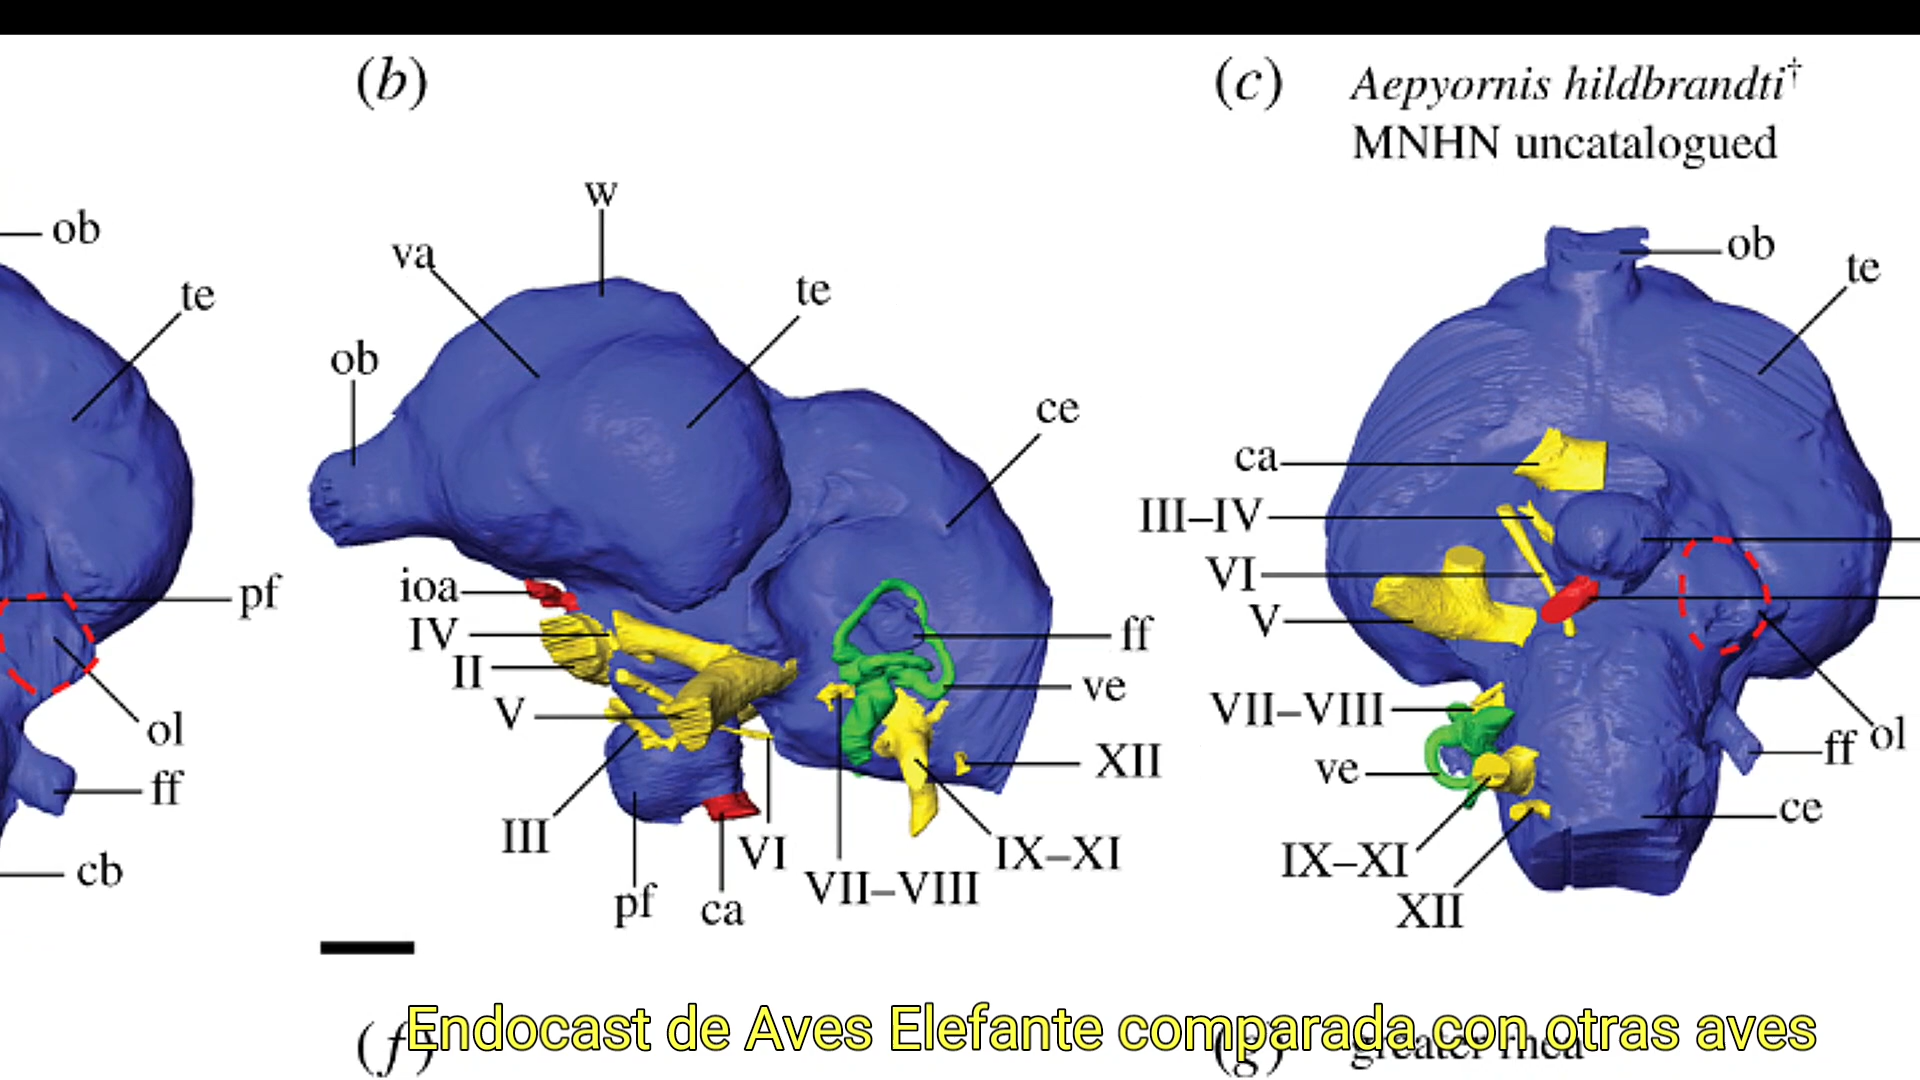 (b)
(c) Aepyornis hildbrandti†
MNHN uncatalogued
ob
te
pf
ol
ff
cb
w
va
te
ob
ce
ioa
IV
II
V
III
pf
ca
VI
VII–VIII
IX–XI
XII
ve
ff
ob
te
ca
III–IV
VI
V
VII–VIII
ve
IX–XI
XII
ce
ff
ol
(f)
(g) greater rhea
Endocast de Aves Elefante comparada con otras aves